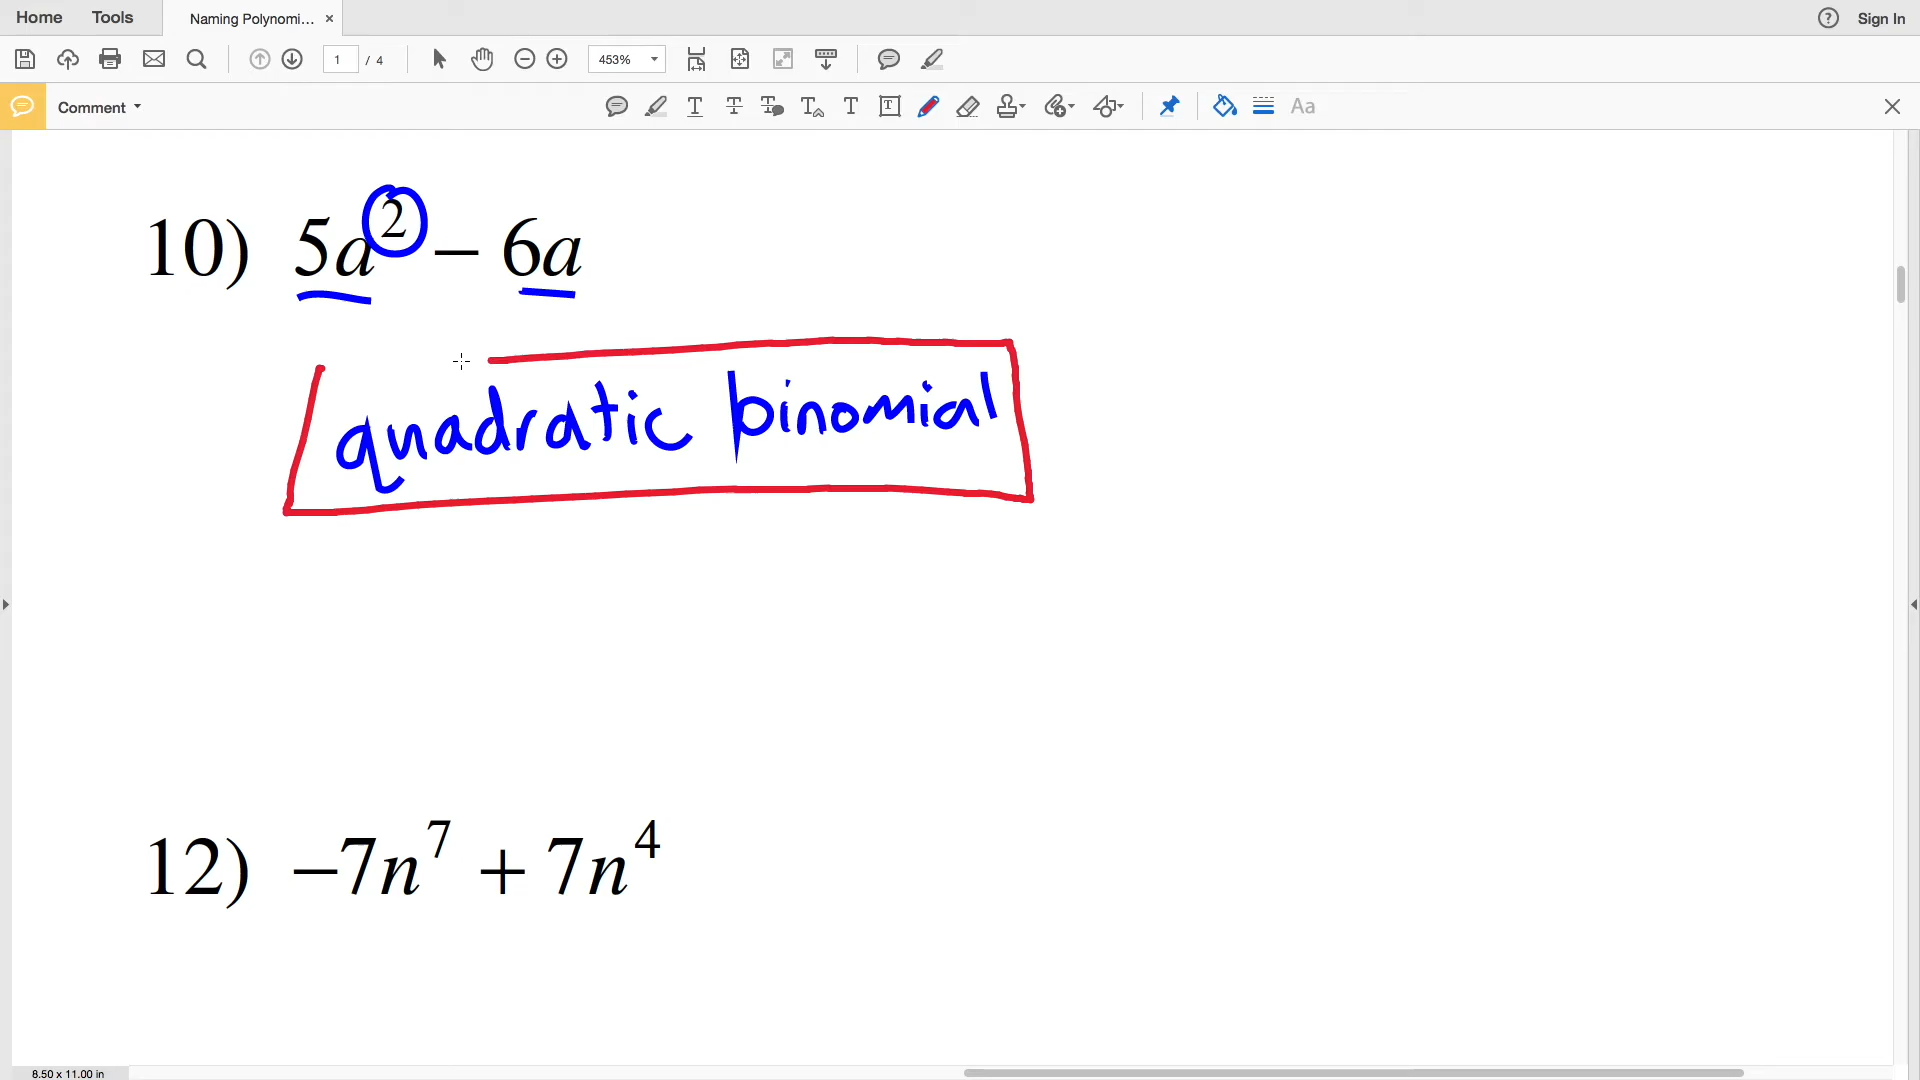 Home Tools Naming Polynomi... × Sign In
1 / 4 453%
Comment Aa
10) 5a² − 6a
quadratic binomial
12) −7n⁷ + 7n⁴
8.50 x 11.00 in